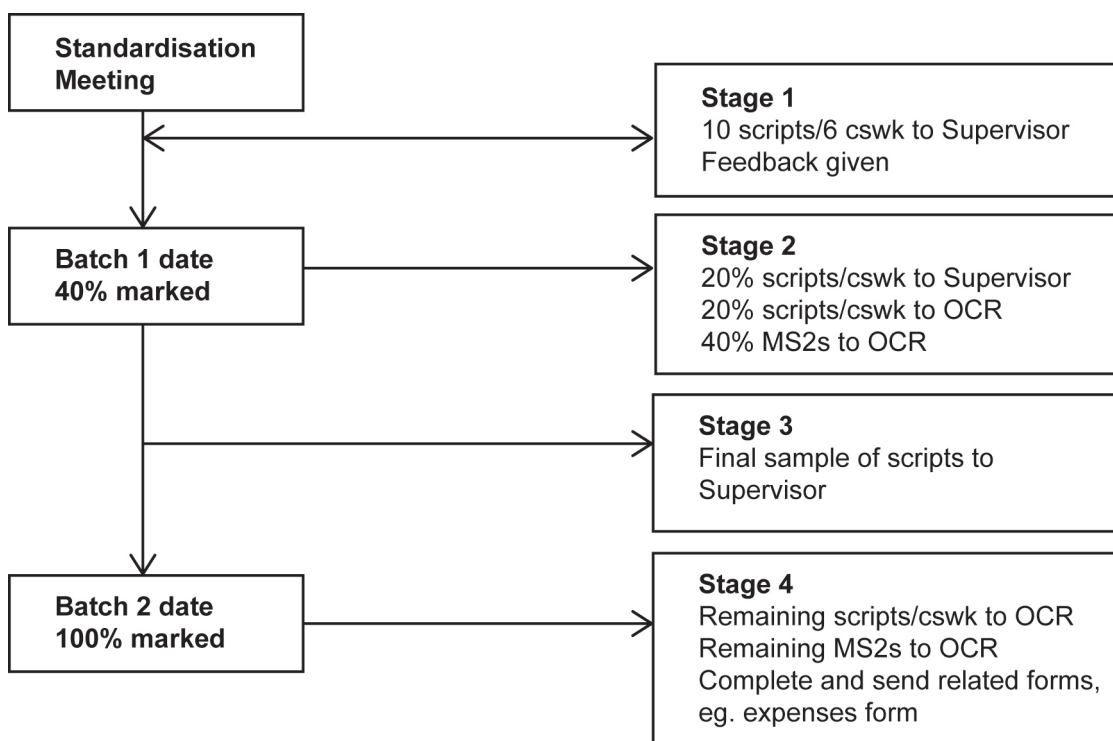 Standardisation
Meeting
Stage 1
10 scripts/6 cswk to Supervisor
Feedback given
Batch 1 date
40% marked
Stage 2
20% scripts/cswk to Supervisor
20% scripts/cswk to OCR
40% MS2s to OCR
Stage 3
Final sample of scripts to
Supervisor
Batch 2 date
100% marked
Stage 4
Remaining scripts/cswk to OCR
Remaining MS2s to OCR
Complete and send related forms,
eg. expenses form